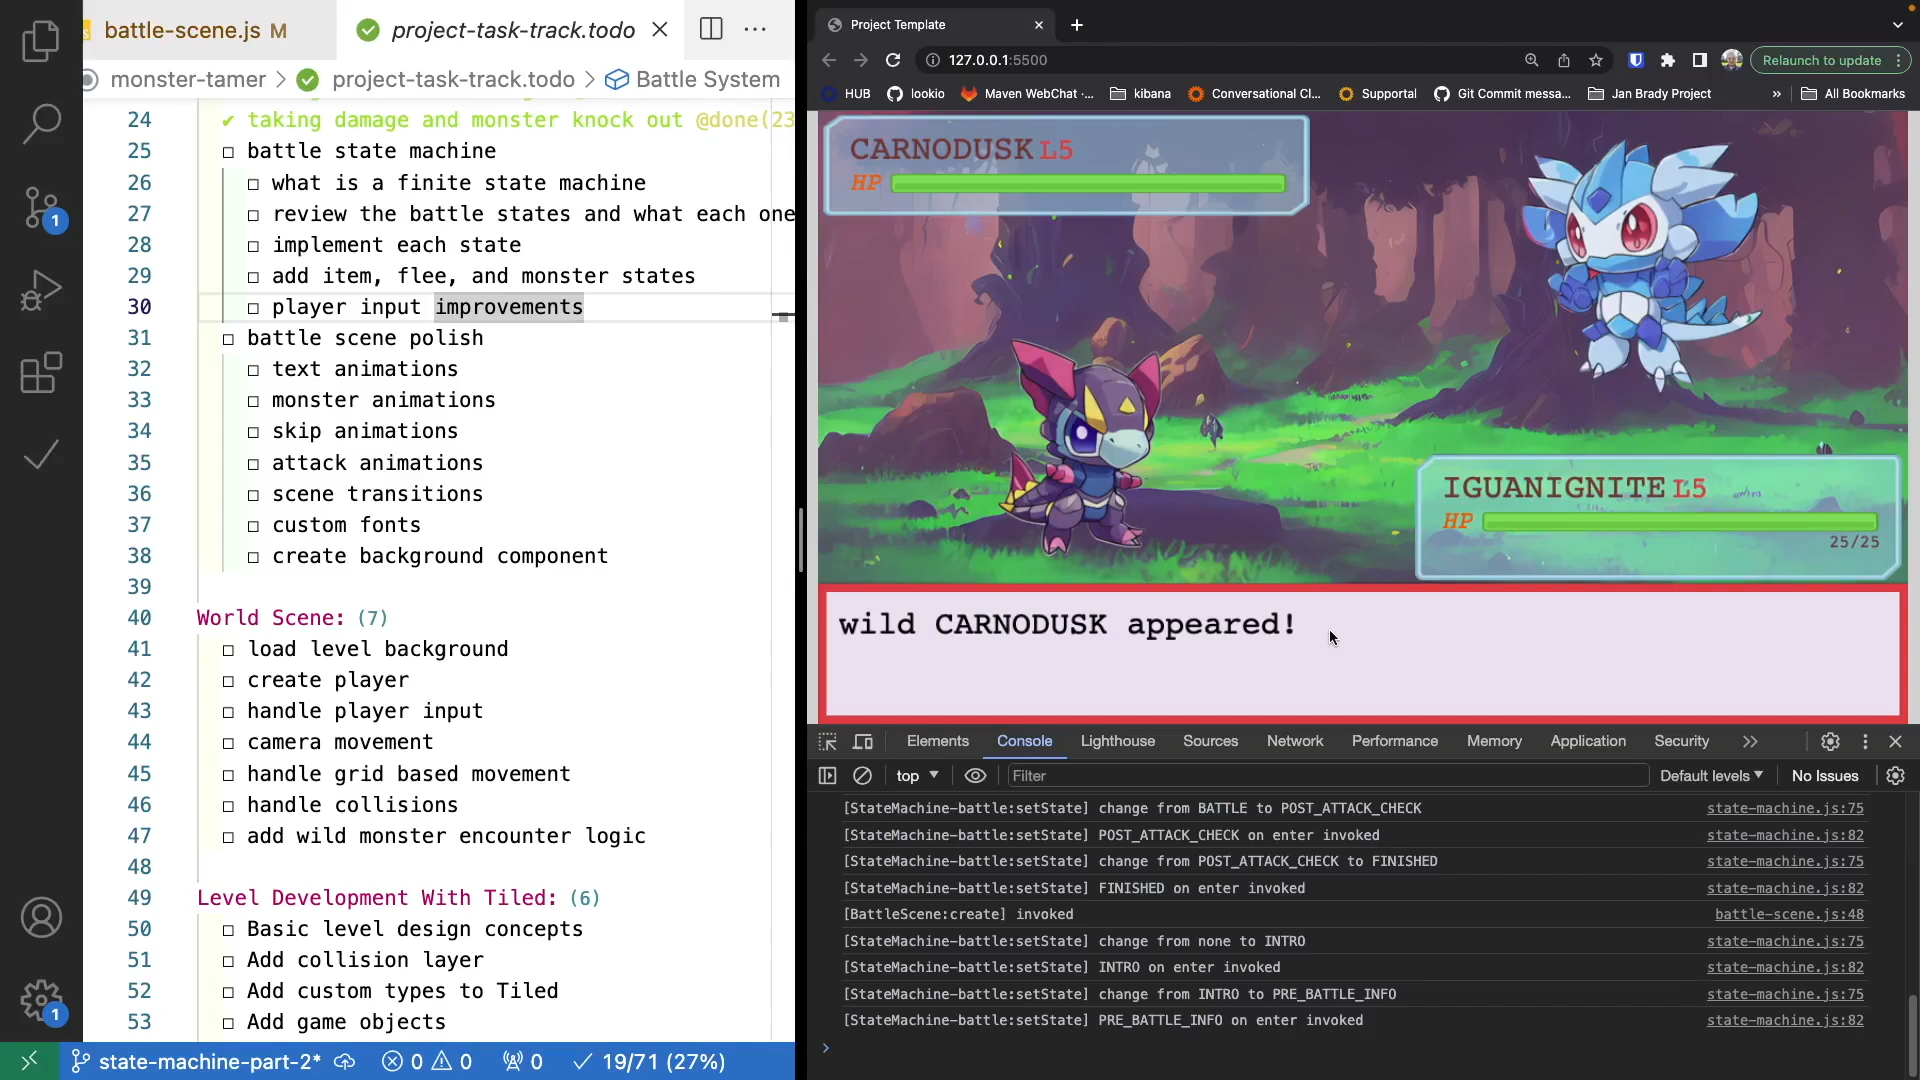 battle-scene.js M
project-task-track.todo
monster-tamer > project-task-track.todo > Battle System
24 ✔ taking damage and monster knock out @done(23
25 □ battle state machine
26 □ what is a finite state machine
27 □ review the battle states and what each one
28 □ implement each state
29 □ add item, flee, and monster states
30 □ player input improvements
31 □ battle scene polish
32 □ text animations
33 □ monster animations
34 □ skip animations
35 □ attack animations
36 □ scene transitions
37 □ custom fonts
38 □ create background component
39
40 World Scene: (7)
41 □ load level background
42 □ create player
43 □ handle player input
44 □ camera movement
45 □ handle grid based movement
46 □ handle collisions
47 □ add wild monster encounter logic
48
49 Level Development With Tiled: (6)
50 □ Basic level design concepts
51 □ Add collision layer
52 □ Add custom types to Tiled
53 □ Add game objects
1
1
state-machine-part-2* 0 0 0 19/71 (27%)
Project Template
127.0.0.1:5500
Relaunch to update
HUB lookio Maven WebChat -... kibana Conversational Cl... Supportal Git Commit messa... Jan Brady Project » All Bookmarks
CARNODUSK L5
HP
IGUANIGNITE L5
HP
25/25
wild CARNODUSK appeared!
Elements Console Lighthouse Sources Network Performance Memory Application Security
top Filter Default levels No Issues
[StateMachine-battle:setState] change from BATTLE to POST_ATTACK_CHECK state-machine.js:75
[StateMachine-battle:setState] POST_ATTACK_CHECK on enter invoked state-machine.js:82
[StateMachine-battle:setState] change from POST_ATTACK_CHECK to FINISHED state-machine.js:75
[StateMachine-battle:setState] FINISHED on enter invoked state-machine.js:82
[BattleScene:create] invoked battle-scene.js:48
[StateMachine-battle:setState] change from none to INTRO state-machine.js:75
[StateMachine-battle:setState] INTRO on enter invoked state-machine.js:82
[StateMachine-battle:setState] change from INTRO to PRE_BATTLE_INFO state-machine.js:75
[StateMachine-battle:setState] PRE_BATTLE_INFO on enter invoked state-machine.js:82